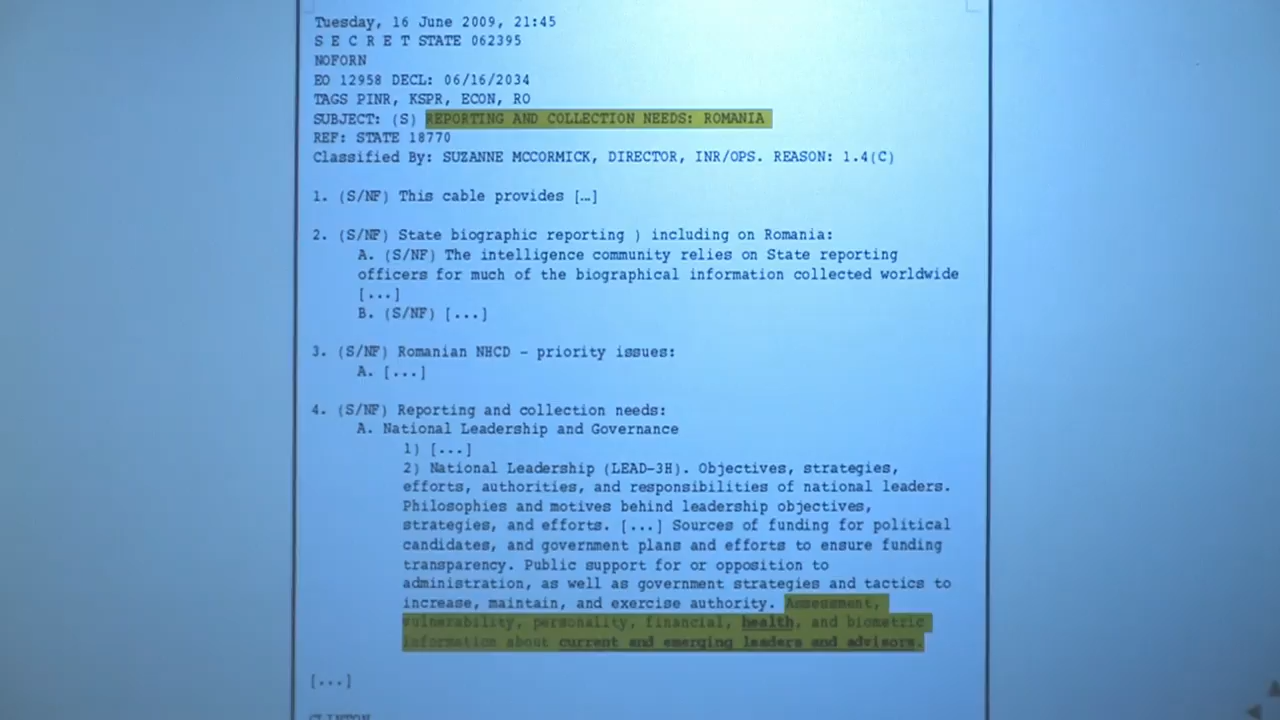 Tuesday, 16 June 2009, 21:45
S E C R E T STATE 062395
NOFORN
EO 12958 DECL: 06/16/2034
TAGS PINR, KSPR, ECON, RO
SUBJECT: (S) REPORTING AND COLLECTION NEEDS: ROMANIA
REF: STATE 18770
Classified By: SUZANNE MCCORMICK, DIRECTOR, INR/OPS. REASON: 1.4(C)
1. (S/NF) This cable provides […]
2. (S/NF) State biographic reporting ) including on Romania:
A. (S/NF) The intelligence community relies on State reporting
officers for much of the biographical information collected worldwide
[...]
B. (S/NF) [...]
3. (S/NF) Romanian NHCD – priority issues:
A. [...]
4. (S/NF) Reporting and collection needs:
A. National Leadership and Governance
1) [...]
2) National Leadership (LEAD-3H). Objectives, strategies,
efforts, authorities, and responsibilities of national leaders.
Philosophies and motives behind leadership objectives,
strategies, and efforts. [...] Sources of funding for political
candidates, and government plans and efforts to ensure funding
transparency. Public support for or opposition to
administration, as well as government strategies and tactics to
increase, maintain, and exercise authority. Assessment,
vulnerability, personality, financial, health, and biometric
information about current and emerging leaders and advisors.
[...]
CLINTON